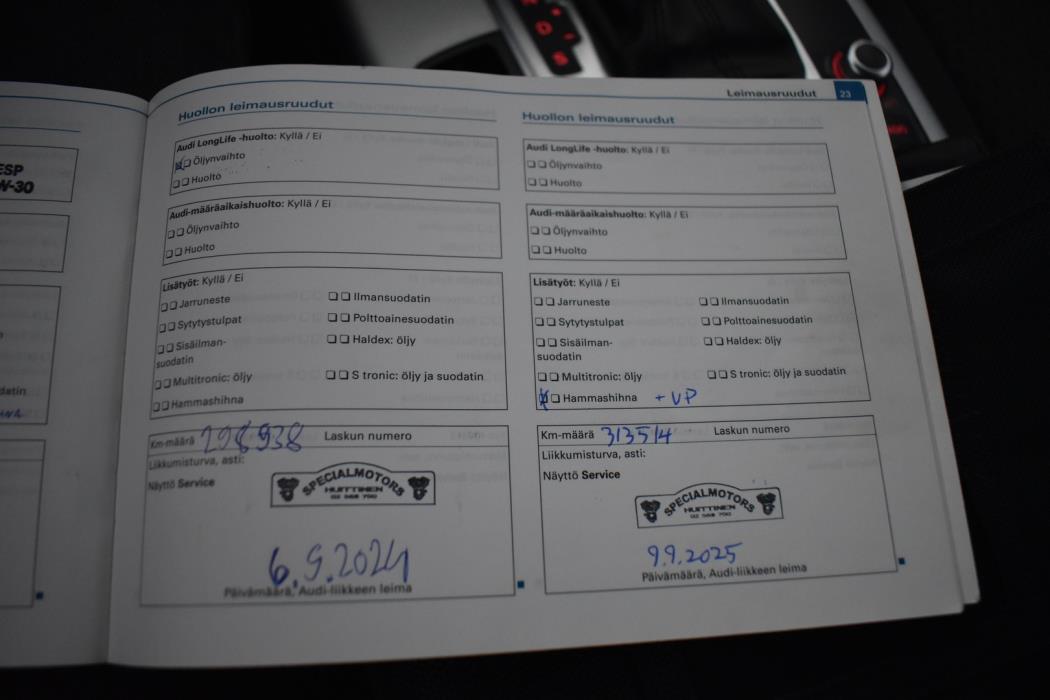 ESP
W-30
Leimausruudut 23
Huollon leimausruudut
Audi LongLife -huolto: Kyllä / Ei
Öljynvaihto
Huolto
Audi-määräaikaishuolto: Kyllä / Ei
Öljynvaihto
Huolto
Lisätyöt: Kyllä / Ei
Jarruneste
Ilmansuodatin
Sytytystulpat
Polttoainesuodatin
Sisäilman-
suodatin
Haldex: öljy
Multitronic: öljy
S tronic: öljy ja suodatin
Hammashihna
Km-määrä 298938 Laskun numero
Liikkumisturva, asti:
Näyttö Service
SPECIALMOTORS
HUITTINEN
6.9.2024
Päivämäärä, Audi-liikkeen leima
Huollon leimausruudut
Audi LongLife -huolto: Kyllä / Ei
Öljynvaihto
Huolto
Audi-määräaikaishuolto: Kyllä / Ei
Öljynvaihto
Huolto
Lisätyöt: Kyllä / Ei
Jarruneste
Ilmansuodatin
Sytytystulpat
Polttoainesuodatin
Sisäilman-
suodatin
Haldex: öljy
Multitronic: öljy
S tronic: öljy ja suodatin
Hammashihna + VP
Km-määrä 313514 Laskun numero
Liikkumisturva, asti:
Näyttö Service
SPECIALMOTORS
HUITTINEN
9.9.2025
Päivämäärä, Audi-liikkeen leima